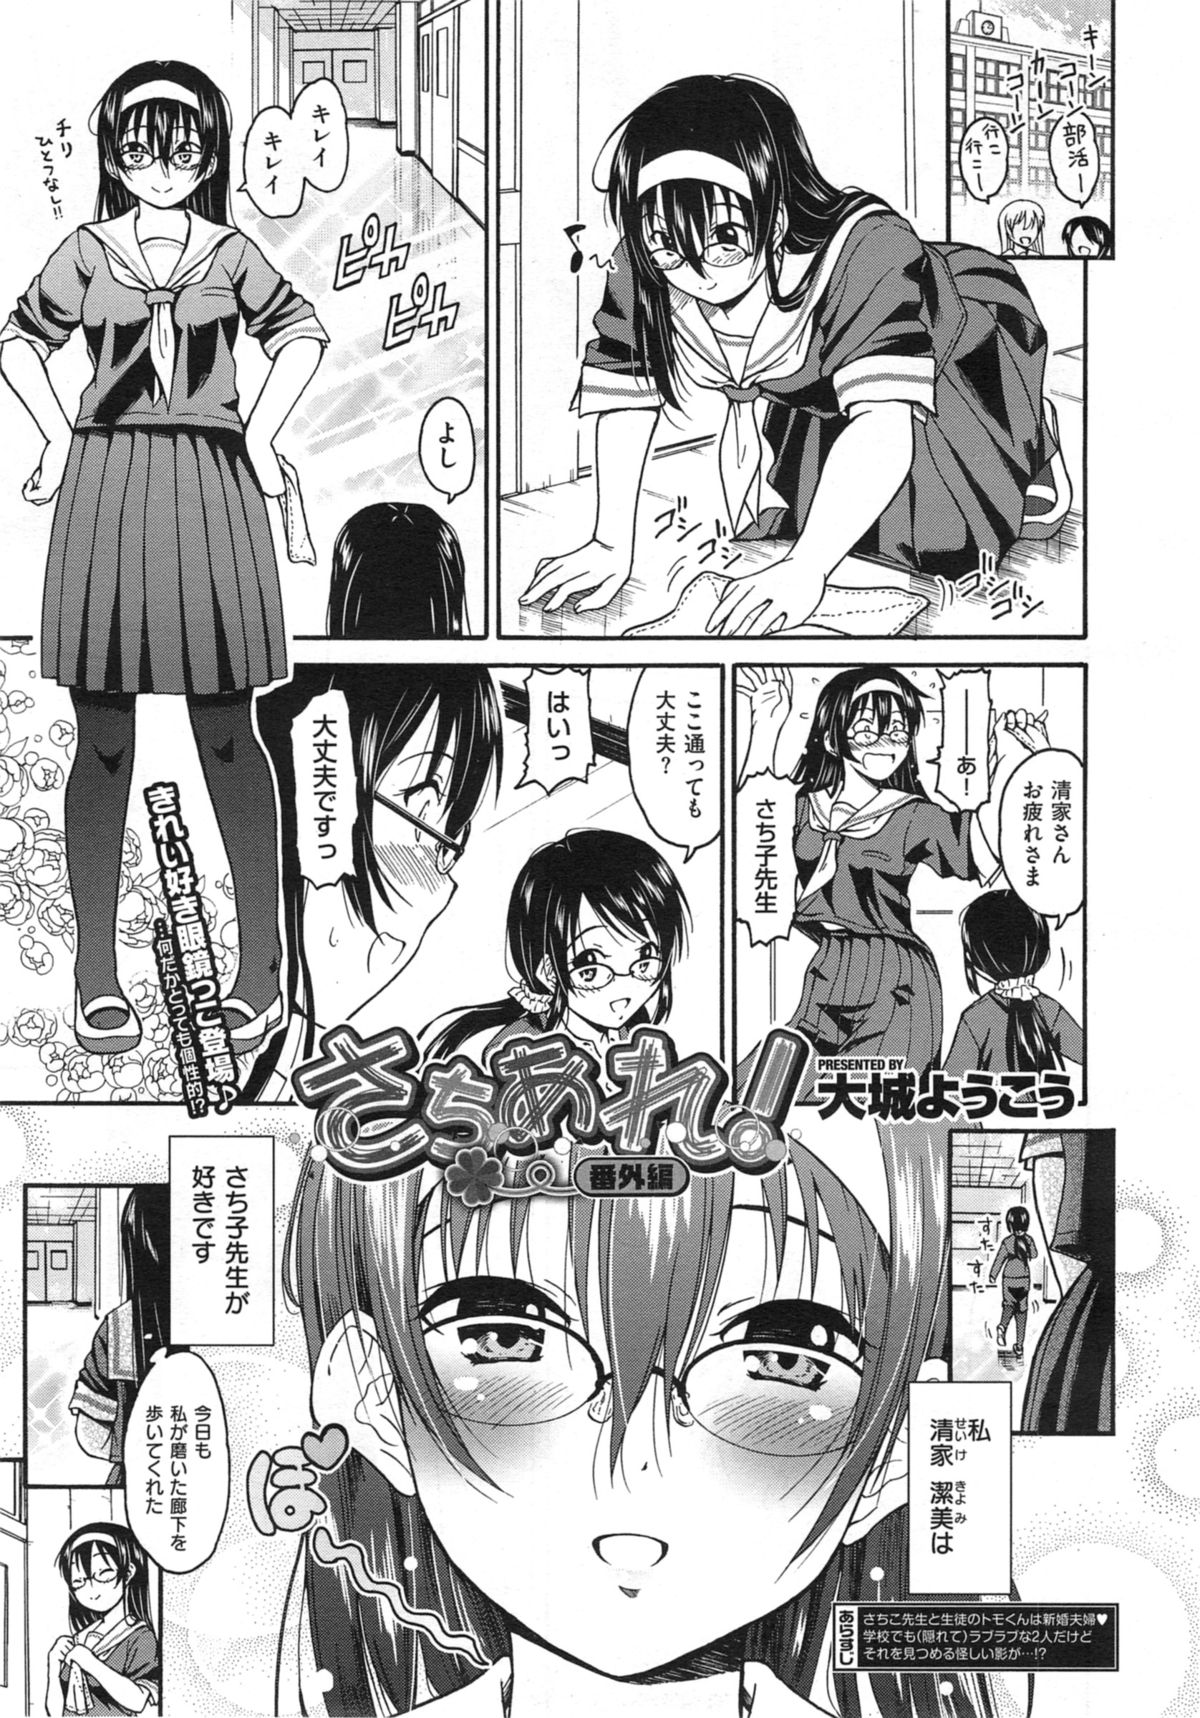 キーン
コーン
カーン
コーン
部活ー
行こ
行こー
ゴシ
ゴシ
ゴシ
ゴシ
よし
ピカ
ピカ
キレイ
キレイ
チリ
ひとつなし!!
清家さん
お疲れさま
あ!
さち子先生
ここ通っても
大丈夫?
はいっ
大丈夫ですっ
きれい好き眼鏡っこ登場♪
…何だかとっても個性的!?
さちあれ!
番外編
PRESENTED BY
大城ようこう
すた
すた
私
清家 潔美は
せいけ きよみ
ぽ
さち子先生が
好きです
今日も
私が磨いた廊下を
歩いてくれた
あらすじ
さちこ先生と生徒のトモくんは新婚夫婦♥
学校でも(隠れて)ラブラブな2人だけど
それを見つめる怪しい影が…!?